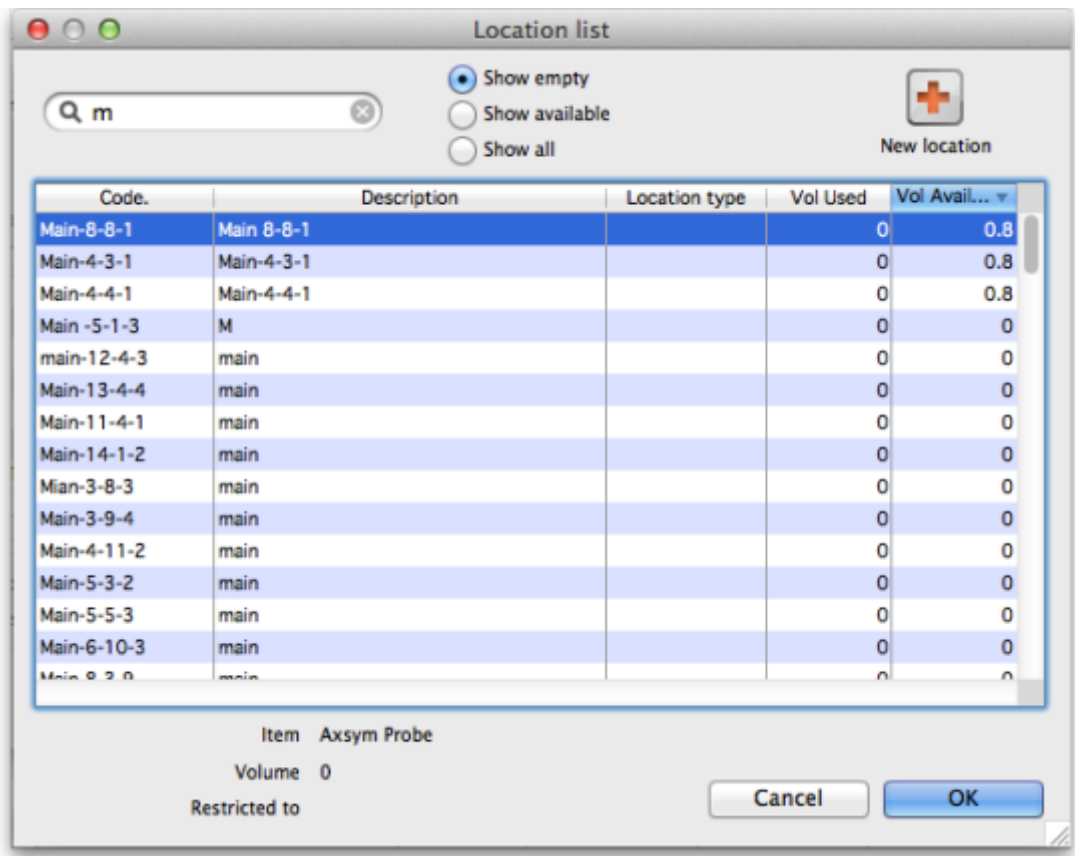 Location list
m
Show empty
Show available
Show all
New location
Code. Description Location type Vol Used Vol Avail...
Main-8-8-1 Main 8-8-1 0 0.8
Main-4-3-1 Main-4-3-1 0 0.8
Main-4-4-1 Main-4-4-1 0 0.8
Main -5-1-3 M 0 0
main-12-4-3 main 0 0
Main-13-4-4 main 0 0
Main-11-4-1 main 0 0
Main-14-1-2 main 0 0
Mian-3-8-3 main 0 0
Main-3-9-4 main 0 0
Main-4-11-2 main 0 0
Main-5-3-2 main 0 0
Main-5-5-3 main 0 0
Main-6-10-3 main 0 0
main 0 0
Item Axsym Probe
Volume 0
Restricted to
Cancel OK